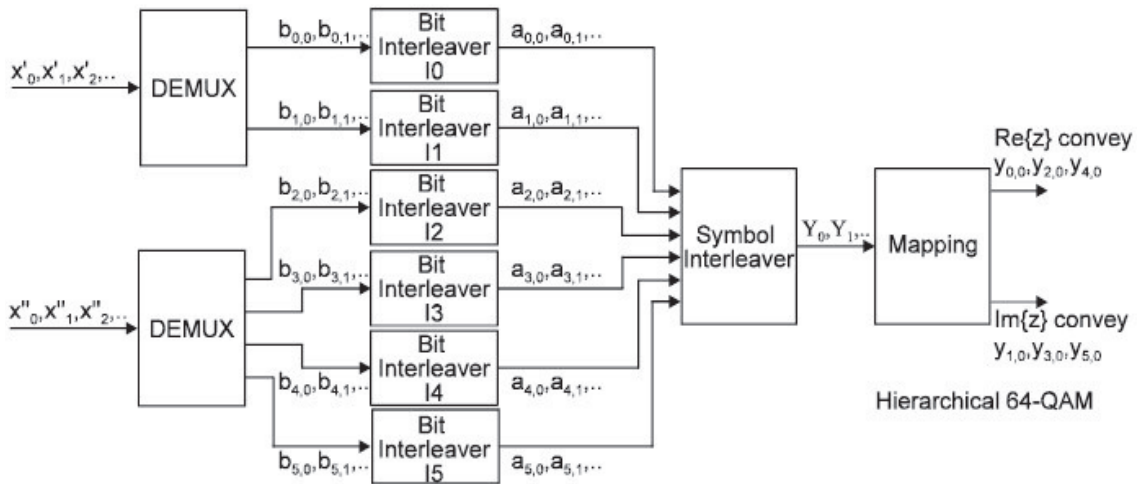 x'₀,x'₁,x'₂,..
DEMUX
b₀,₀,b₀,₁,..
Bit
Interleaver
I0
a₀,₀,a₀,₁,..
b₁,₀,b₁,₁,..
Bit
Interleaver
I1
a₁,₀,a₁,₁,..
x''₀,x''₁,x''₂,..
DEMUX
b₂,₀,b₂,₁,..
Bit
Interleaver
I2
a₂,₀,a₂,₁,..
b₃,₀,b₃,₁,..
Bit
Interleaver
I3
a₃,₀,a₃,₁,..
b₄,₀,b₄,₁,..
Bit
Interleaver
I4
a₄,₀,a₄,₁,..
b₅,₀,b₅,₁,..
Bit
Interleaver
I5
a₅,₀,a₅,₁,..
Symbol
Interleaver
Y₀,Y₁,..
Mapping
Re{z} convey
y₀,₀,y₂,₀,y₄,₀
Im{z} convey
y₁,₀,y₃,₀,y₅,₀
Hierarchical 64-QAM